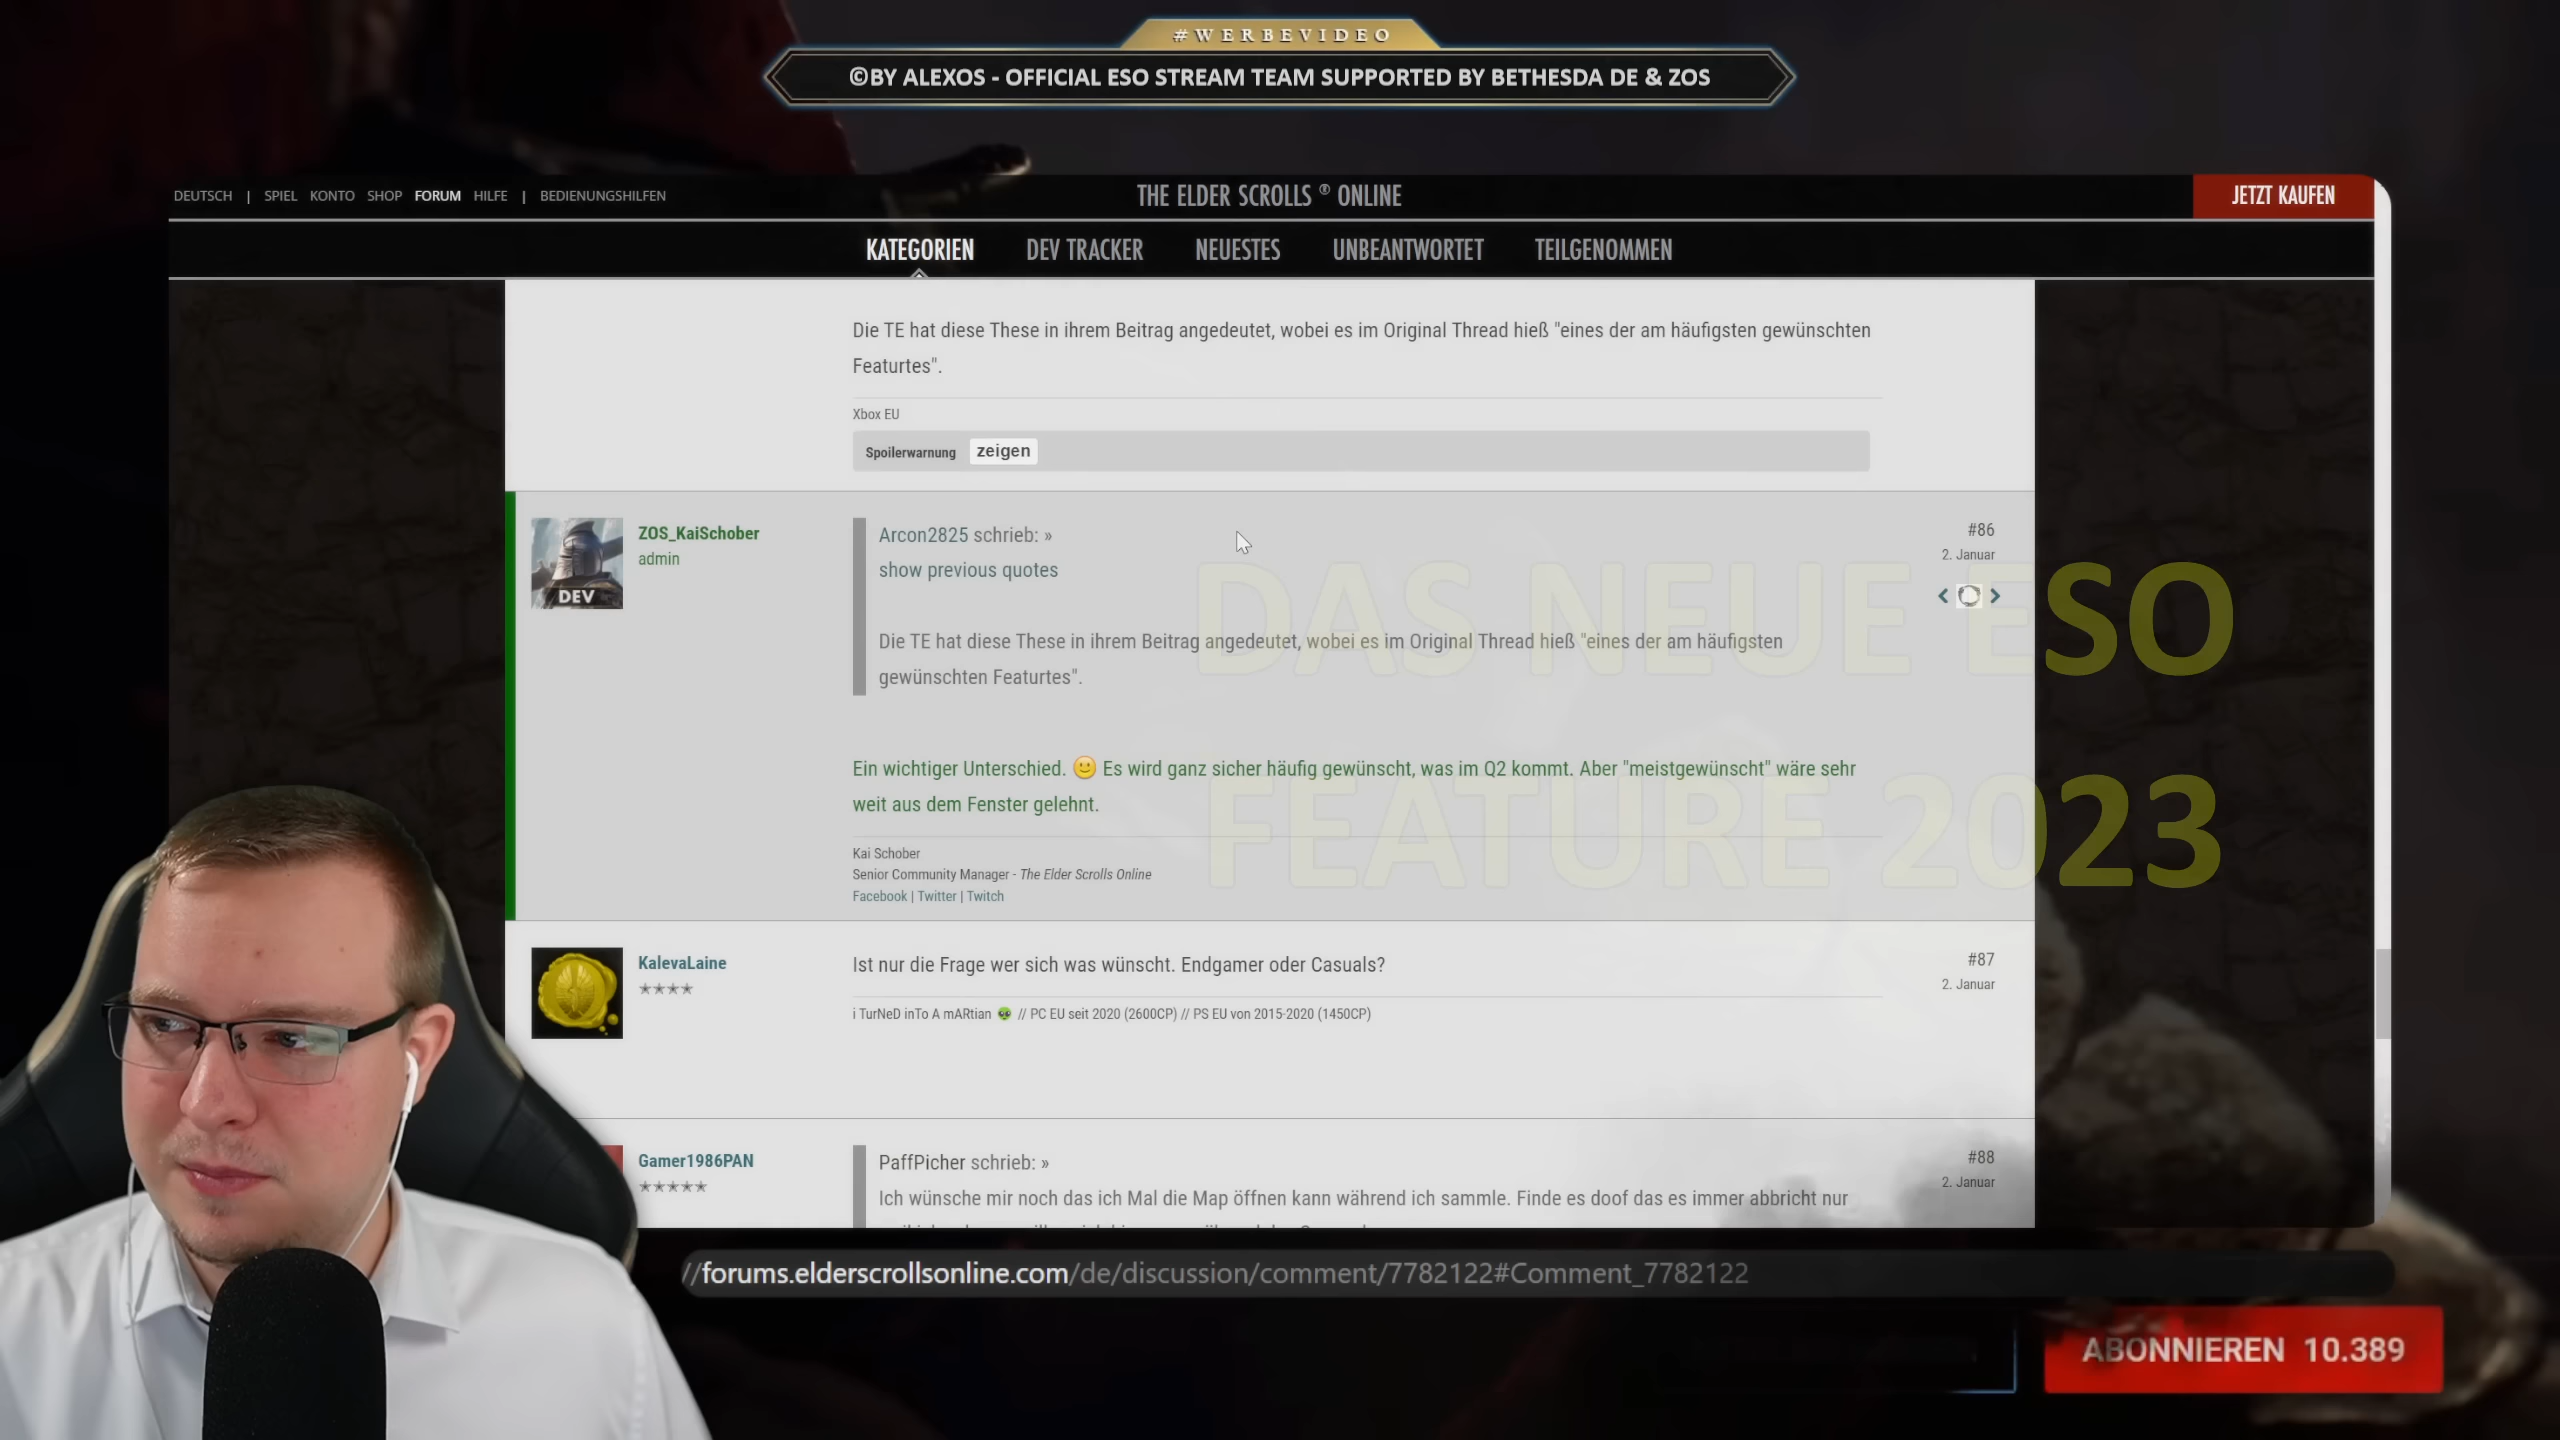 #WERBEVIDEO
©BY ALEXOS - OFFICIAL ESO STREAM TEAM SUPPORTED BY BETHESDA DE & ZOS
DEUTSCH | SPIEL KONTO SHOP FORUM HILFE | BEDIENUNGSHILFEN
THE ELDER SCROLLS ® ONLINE
JETZT KAUFEN
KATEGORIEN DEV TRACKER NEUESTES UNBEANTWORTET TEILGENOMMEN
Die TE hat diese These in ihrem Beitrag angedeutet, wobei es im Original Thread hieß "eines der am häufigsten gewünschten
Featurtes".
Xbox EU
Spoilerwarnung zeigen
ZOS_KaiSchober
admin
DEV
Arcon2825 schrieb: »
show previous quotes
Die TE hat diese These in ihrem Beitrag angedeutet, wobei es im Original Thread hieß "eines der am häufigsten
gewünschten Featurtes".
#86
2. Januar
DAS NEUE ESO
FEATURE 2023
Ein wichtiger Unterschied. 🙂 Es wird ganz sicher häufig gewünscht, was im Q2 kommt. Aber "meistgewünscht" wäre sehr
weit aus dem Fenster gelehnt.
Kai Schober
Senior Community Manager - The Elder Scrolls Online
Facebook | Twitter | Twitch
KalevaLaine
★★★★
Ist nur die Frage wer sich was wünscht. Endgamer oder Casuals?
#87
2. Januar
i TurNeD inTo A mARtian 👽 // PC EU seit 2020 (2600CP) // PS EU von 2015-2020 (1450CP)
Gamer1986PAN
★★★★★
PaffPicher schrieb: »
Ich wünsche mir noch das ich Mal die Map öffnen kann während ich sammle. Finde es doof das es immer abbricht nur
#88
2. Januar
//forums.elderscrollsonline.com/de/discussion/comment/7782122#Comment_7782122
ABONNIEREN 10.389